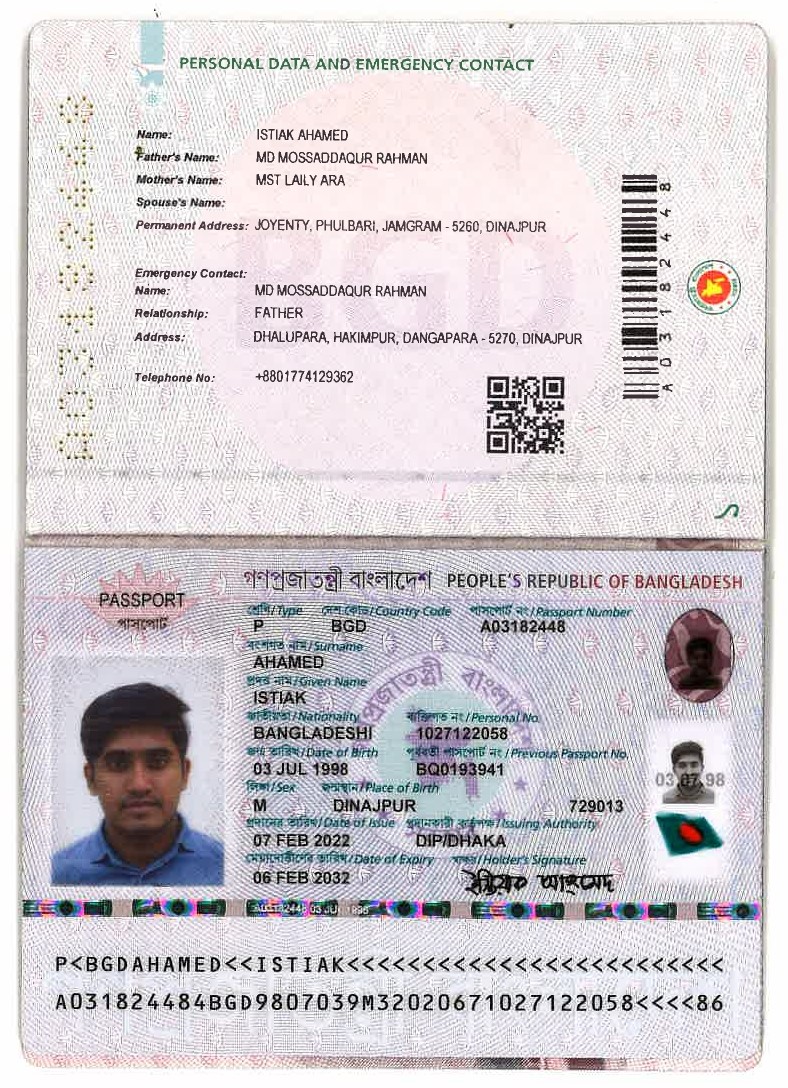 PERSONAL DATA AND EMERGENCY CONTACT
Name: ISTIAK AHAMED
Father's Name: MD MOSSADDAQUR RAHMAN
Mother's Name: MST LAILY ARA
Spouse's Name:
Permanent Address: JOYENTY, PHULBARI, JAMGRAM - 5260, DINAJPUR
Emergency Contact:
Name: MD MOSSADDAQUR RAHMAN
Relationship: FATHER
Address: DHALUPARA, HAKIMPUR, DANGAPARA - 5270, DINAJPUR
Telephone No: +8801774129362
A03182448
A03182448
BGD
গণপ্রজাতন্ত্রী বাংলাদেশ PEOPLE'S REPUBLIC OF BANGLADESH
PASSPORT
পাসপোর্ট
শ্রেণি/Type দেশ কোড/Country Code পাসপোর্ট নং/Passport Number
P BGD A03182448
বংশগত নাম/Surname
AHAMED
প্রদত্ত নাম/Given Name
ISTIAK
জাতীয়তা/Nationality ব্যক্তিগত নং/Personal No.
BANGLADESHI 1027122058
জন্ম তারিখ/Date of Birth পূর্ববর্তী পাসপোর্ট নং/Previous Passport No.
03 JUL 1998 BQ0193941
লিঙ্গ/Sex জন্মস্থান/Place of Birth
M DINAJPUR 729013
প্রদানের তারিখ/Date of Issue প্রদানকারী কর্তৃপক্ষ/Issuing Authority
07 FEB 2022 DIP/DHAKA
মেয়াদোত্তীর্ণের তারিখ/Date of Expiry স্বাক্ষর/Holder's Signature
06 FEB 2032 ইস্তিয়াক আহমেদ
03.07.98
A03182448 03 JUL 1998
P<BGDAHAMED<<ISTIAK<<<<<<<<<<<<<<<<<<<<<<<<<
A031824484BGD9807039M32020671027122058<<<<86